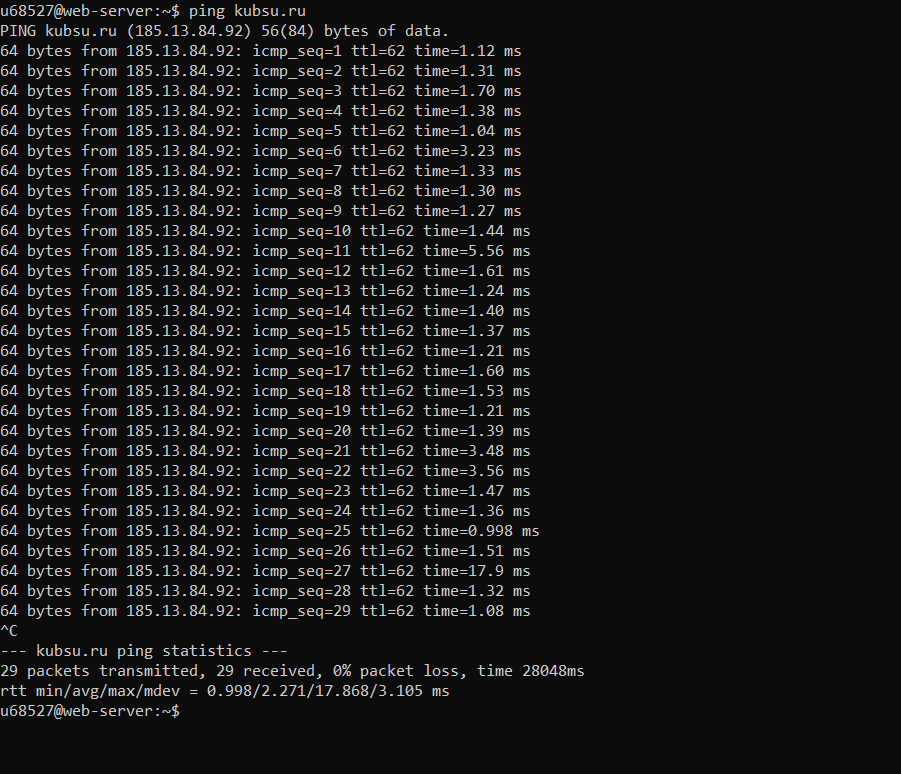 u68527@web-server:~$ ping kubsu.ru
PING kubsu.ru (185.13.84.92) 56(84) bytes of data.
64 bytes from 185.13.84.92: icmp_seq=1 ttl=62 time=1.12 ms
64 bytes from 185.13.84.92: icmp_seq=2 ttl=62 time=1.31 ms
64 bytes from 185.13.84.92: icmp_seq=3 ttl=62 time=1.70 ms
64 bytes from 185.13.84.92: icmp_seq=4 ttl=62 time=1.38 ms
64 bytes from 185.13.84.92: icmp_seq=5 ttl=62 time=1.04 ms
64 bytes from 185.13.84.92: icmp_seq=6 ttl=62 time=3.23 ms
64 bytes from 185.13.84.92: icmp_seq=7 ttl=62 time=1.33 ms
64 bytes from 185.13.84.92: icmp_seq=8 ttl=62 time=1.30 ms
64 bytes from 185.13.84.92: icmp_seq=9 ttl=62 time=1.27 ms
64 bytes from 185.13.84.92: icmp_seq=10 ttl=62 time=1.44 ms
64 bytes from 185.13.84.92: icmp_seq=11 ttl=62 time=5.56 ms
64 bytes from 185.13.84.92: icmp_seq=12 ttl=62 time=1.61 ms
64 bytes from 185.13.84.92: icmp_seq=13 ttl=62 time=1.24 ms
64 bytes from 185.13.84.92: icmp_seq=14 ttl=62 time=1.40 ms
64 bytes from 185.13.84.92: icmp_seq=15 ttl=62 time=1.37 ms
64 bytes from 185.13.84.92: icmp_seq=16 ttl=62 time=1.21 ms
64 bytes from 185.13.84.92: icmp_seq=17 ttl=62 time=1.60 ms
64 bytes from 185.13.84.92: icmp_seq=18 ttl=62 time=1.53 ms
64 bytes from 185.13.84.92: icmp_seq=19 ttl=62 time=1.21 ms
64 bytes from 185.13.84.92: icmp_seq=20 ttl=62 time=1.39 ms
64 bytes from 185.13.84.92: icmp_seq=21 ttl=62 time=3.48 ms
64 bytes from 185.13.84.92: icmp_seq=22 ttl=62 time=3.56 ms
64 bytes from 185.13.84.92: icmp_seq=23 ttl=62 time=1.47 ms
64 bytes from 185.13.84.92: icmp_seq=24 ttl=62 time=1.36 ms
64 bytes from 185.13.84.92: icmp_seq=25 ttl=62 time=0.998 ms
64 bytes from 185.13.84.92: icmp_seq=26 ttl=62 time=1.51 ms
64 bytes from 185.13.84.92: icmp_seq=27 ttl=62 time=17.9 ms
64 bytes from 185.13.84.92: icmp_seq=28 ttl=62 time=1.32 ms
64 bytes from 185.13.84.92: icmp_seq=29 ttl=62 time=1.08 ms
^C
--- kubsu.ru ping statistics ---
29 packets transmitted, 29 received, 0% packet loss, time 28048ms
rtt min/avg/max/mdev = 0.998/2.271/17.868/3.105 ms
u68527@web-server:~$